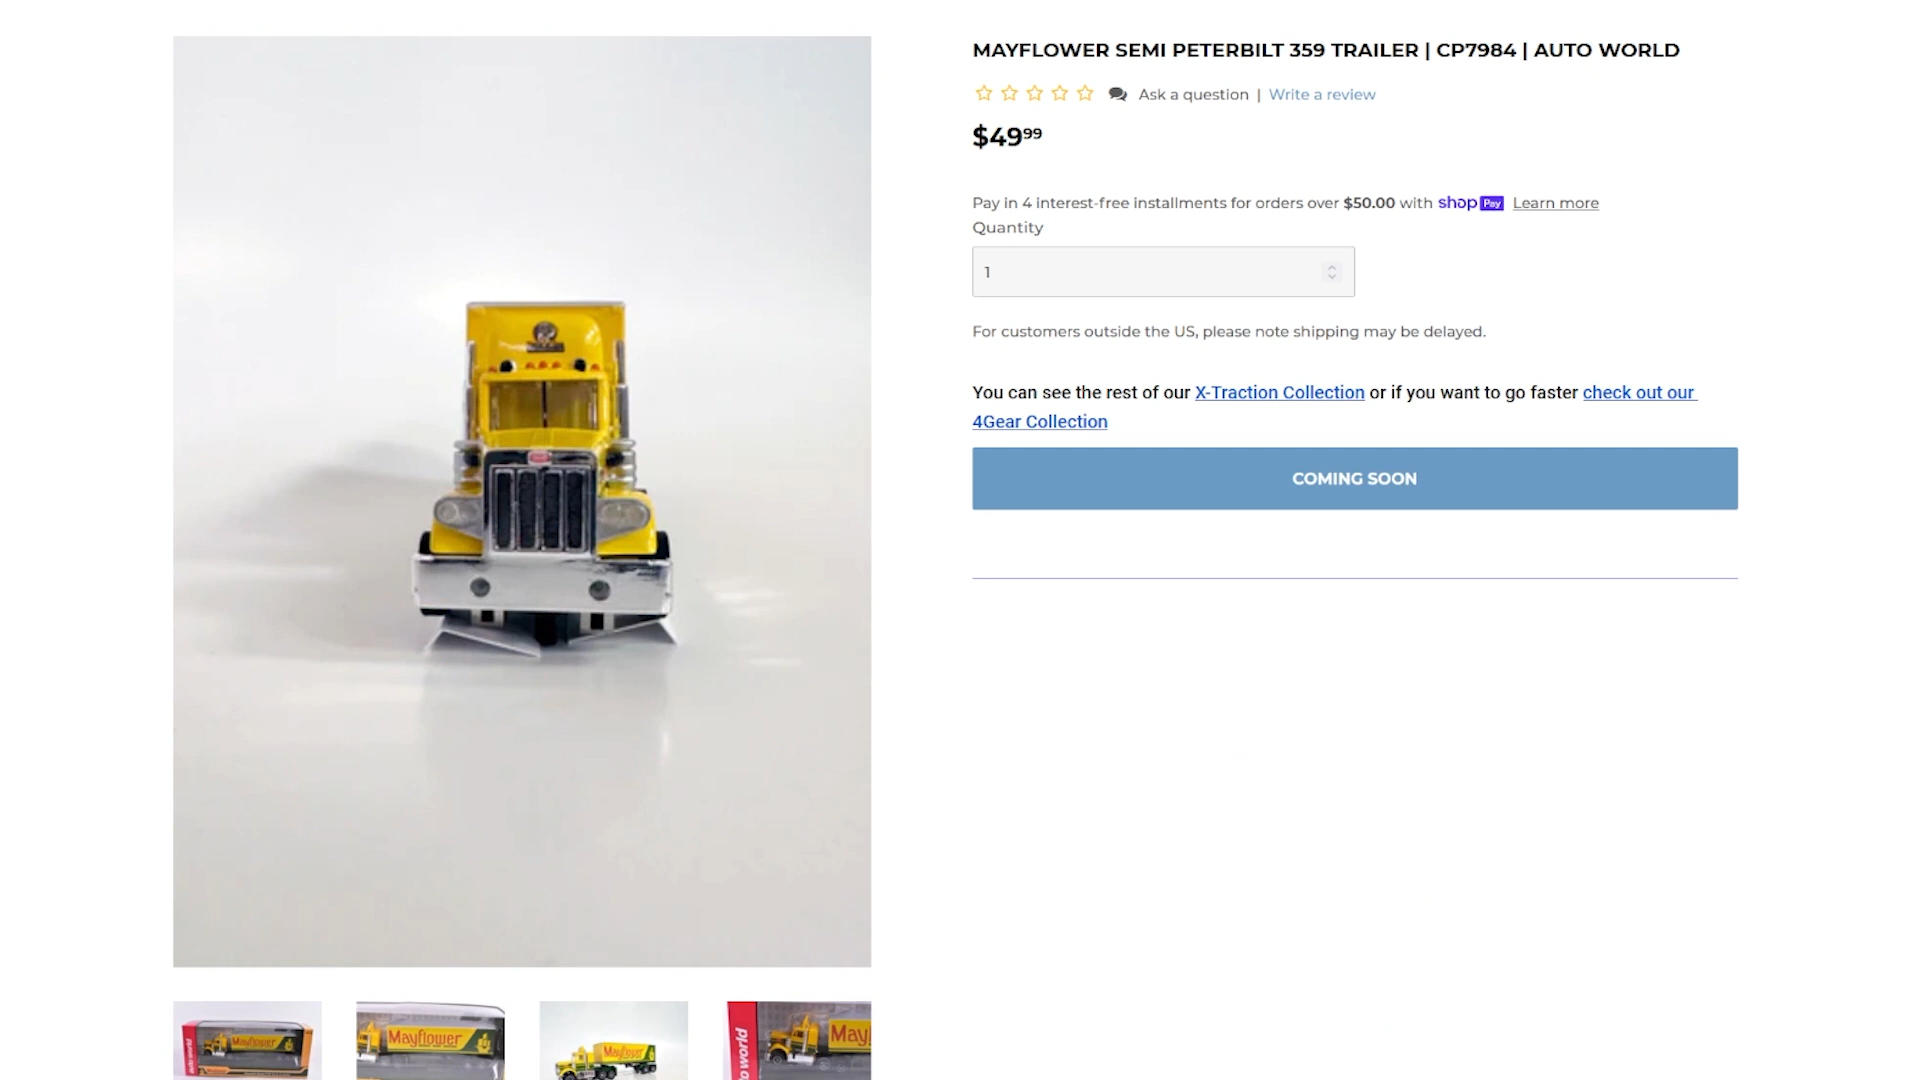 MAYFLOWER SEMI PETERBILT 359 TRAILER | CP7984 | AUTO WORLD
Ask a question | Write a review
$49⁹⁹
Pay in 4 interest-free installments for orders over $50.00 with shop Pay Learn more
Quantity
1
For customers outside the US, please note shipping may be delayed.
You can see the rest of our X-Traction Collection or if you want to go faster check out our
4Gear Collection
COMING SOON
Mayflower
Mayflower
Mayflower
to world
May